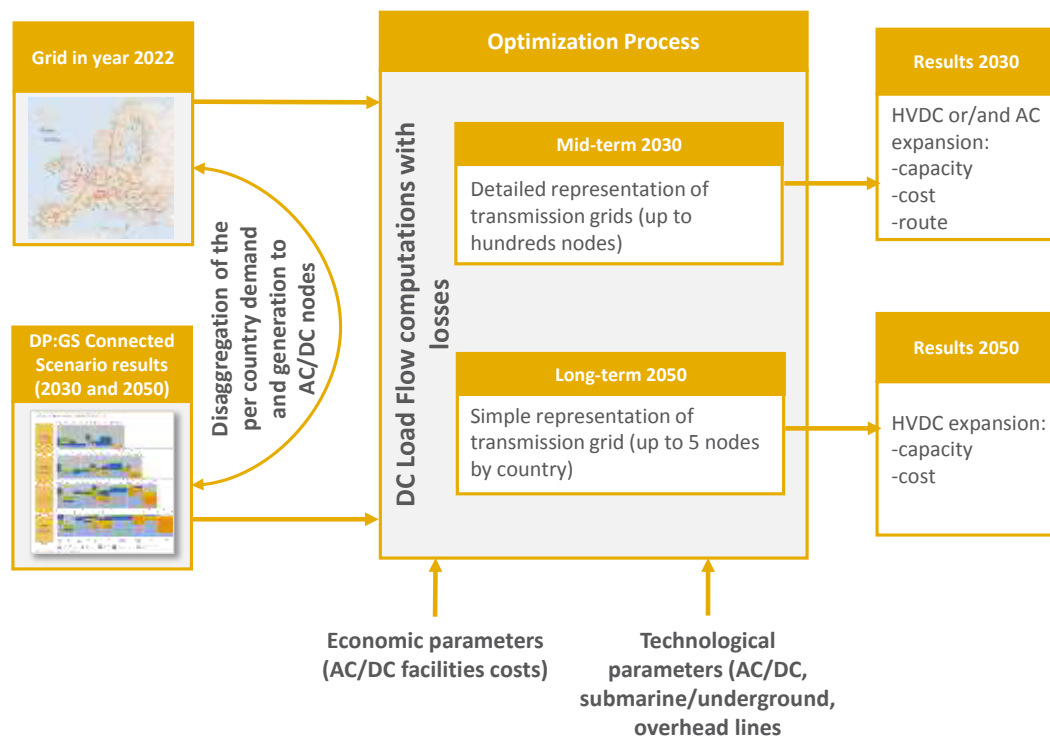 Grid in year 2022
Optimization Process
Results 2030
HVDC or/and AC
expansion:
-capacity
-cost
-route
Mid-term 2030
Detailed representation of
transmission grids (up to
hundreds nodes)
DC Load Flow computations with
losses
Disaggregation of the
per country demand
and generation to
AC/DC nodes
DP:GS Connected
Scenario results
(2030 and 2050)
Long-term 2050
Simple representation of
transmission grid (up to 5 nodes
by country)
Results 2050
HVDC expansion:
-capacity
-cost
Economic parameters
(AC/DC facilities costs)
Technological
parameters (AC/DC,
submarine/underground,
overhead lines